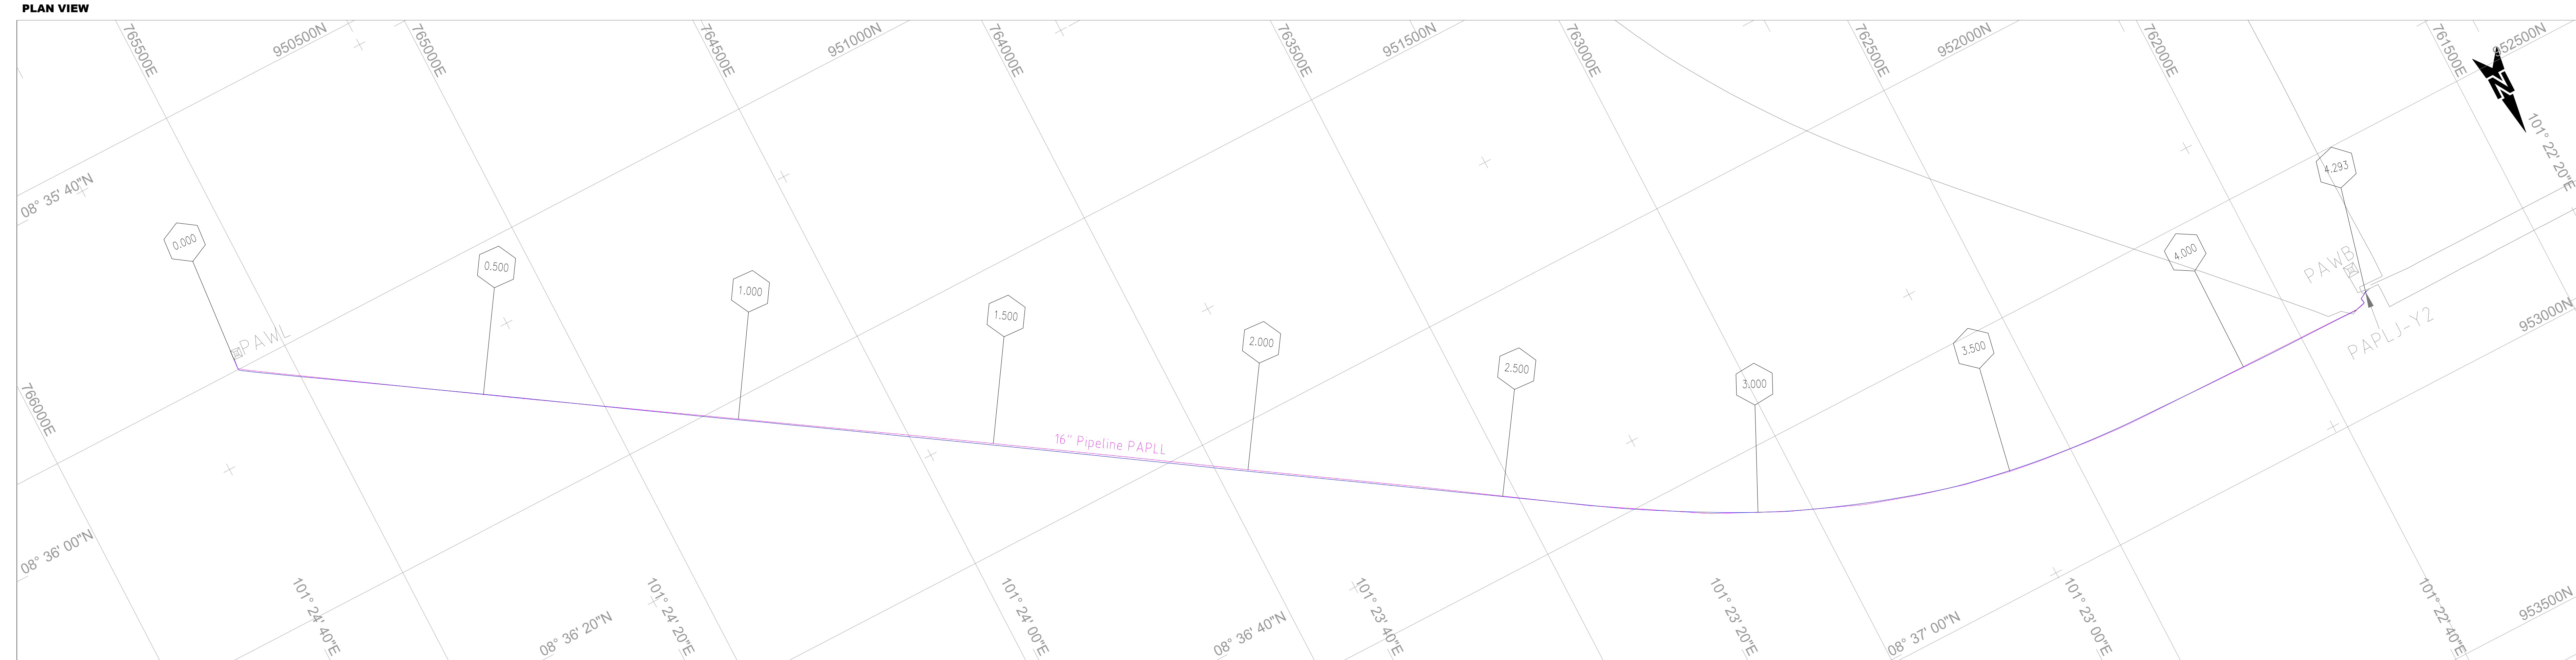 PLAN VIEW
765500E
950500N
765000E
764500E
951000N
764000E
763500E
951500N
763000E
762500E
952000N
762000E
761500E
952500N
N
101° 22' 20"E
08° 35' 40"N
0.000
0.500
1.000
1.500
2.000
2.500
3.000
3.500
4.000
4.293
PAWL
PAWB
PAPLJ-Y2
953000N
766000E
16" Pipeline PAPLL
08° 36' 00"N
101° 24' 40"E
08° 36' 20"N
101° 24' 20"E
101° 24' 00"E
08° 36' 40"N
101° 23' 40"E
101° 23' 20"E
08° 37' 00"N
101° 23' 00"E
101° 22' 40"E
953500N